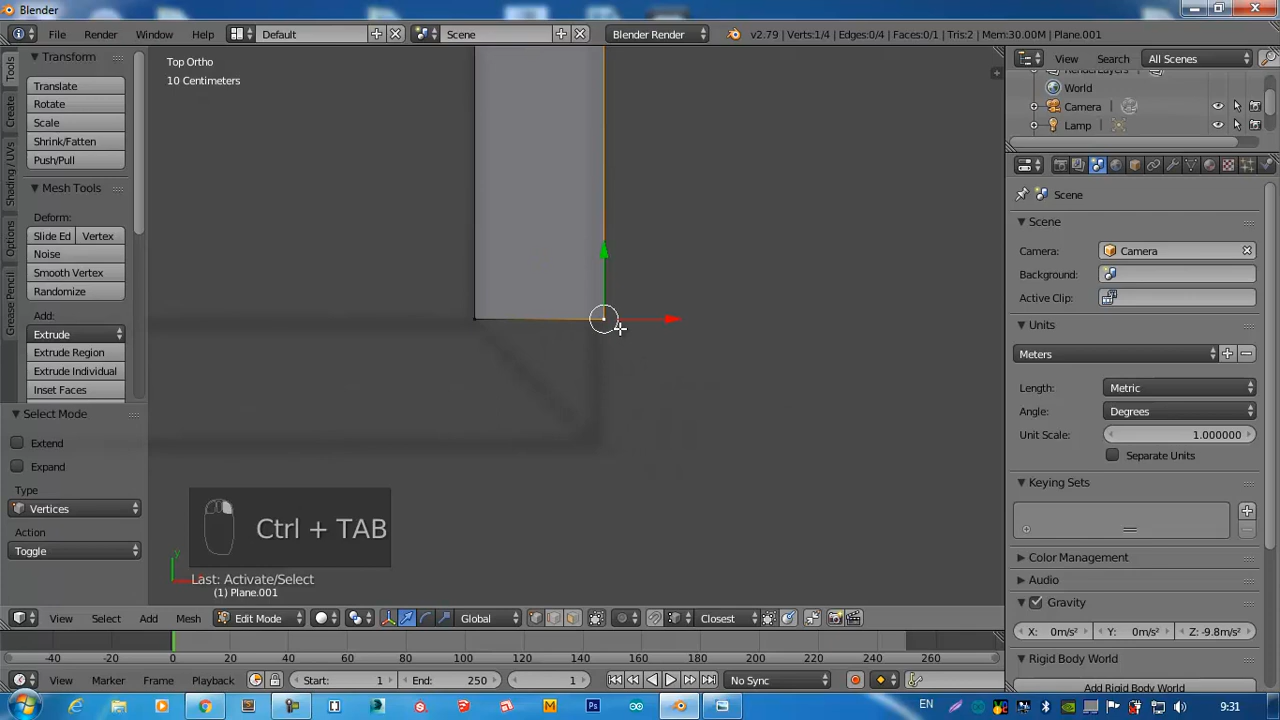 Blender
File Render Window Help Default Scene Blender Render v2.79 | Verts:1/4 | Edges:0/4 | Faces:0/1 | Tris:2 | Mem:30.00M | Plane.001
Tools
Create
Shading / UVs
Options
Grease Pencil
Transform
Translate
Rotate
Scale
Shrink/Fatten
Push/Pull
Mesh Tools
Deform:
Slide Ed Vertex
Noise
Smooth Vertex
Randomize
Add:
Extrude
Extrude Region
Extrude Individual
Inset Faces
Select Mode
Extend
Expand
Type
Vertices
Action
Toggle
Top Ortho
10 Centimeters
Ctrl + TAB
y
Last: Activate/Select
(1) Plane.001
View Search All Scenes
RenderLayers
World
Camera
Lamp
Scene
Scene
Camera: Camera
Background:
Active Clip:
Units
Meters
Length: Metric
Angle: Degrees
Unit Scale: 1.000000
Separate Units
Keying Sets
Color Management
Audio
Gravity
X: 0m/s² Y: 0m/s² Z: -9.8m/s²
Rigid Body World
Add Rigid Body World
View Select Add Mesh Edit Mode Global Closest
-40 -20 0 20 40 60 80 100 120 140 160 180 200 220 240 260
View Marker Frame Playback Start: 1 End: 250 1 No Sync
EN 9:31